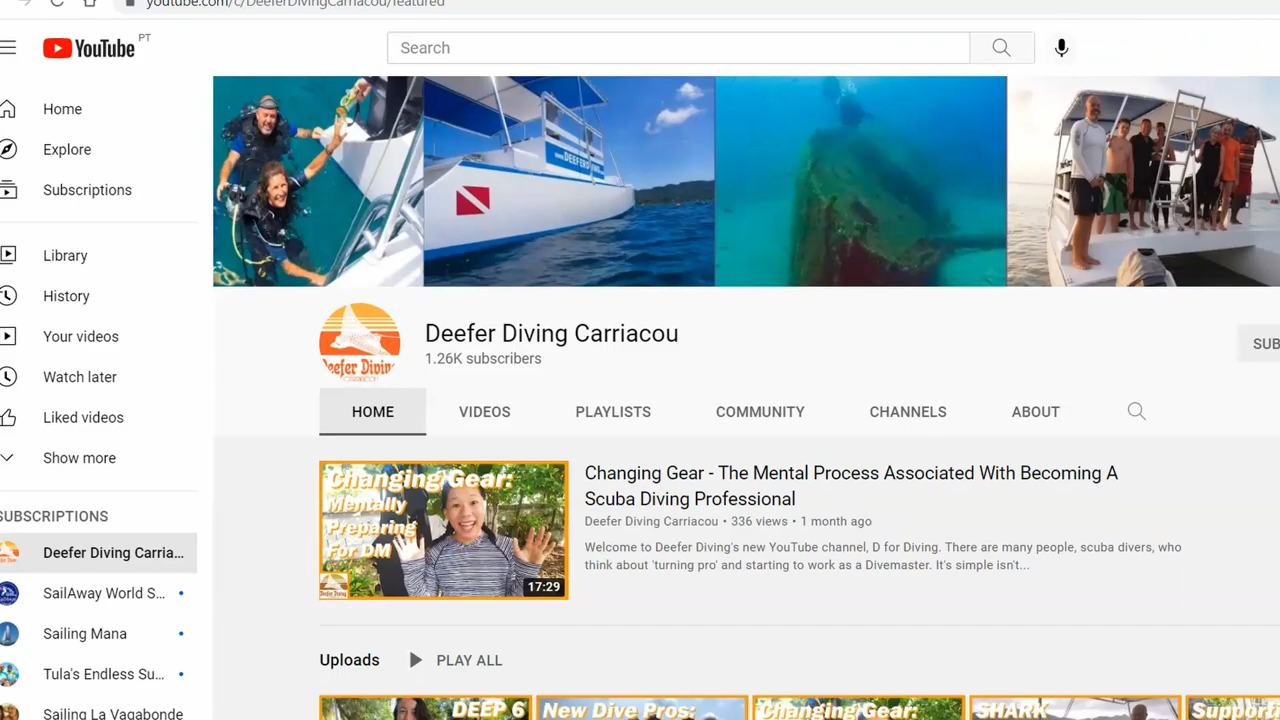 youtube.com/c/DeeferDivingCarriacou/featured
YouTube PT
Search
Home
Explore
Subscriptions
Library
History
Your videos
Watch later
Liked videos
Show more
SUBSCRIPTIONS
Deefer Diving Carria...
SailAway World S...
Sailing Mana
Tula's Endless Su...
Sailing La Vagabonde
Deefer Diving
CARRIACOU
Deefer Diving Carriacou
1.26K subscribers
SUB
HOME
VIDEOS
PLAYLISTS
COMMUNITY
CHANNELS
ABOUT
Changing Gear:
Mentally
Preparing
For DM
Deefer Diving
17:29
Changing Gear - The Mental Process Associated With Becoming A
Scuba Diving Professional
Deefer Diving Carriacou • 336 views • 1 month ago
Welcome to Deefer Diving's new YouTube channel, D for Diving. There are many people, scuba divers, who
think about 'turning pro' and starting to work as a Divemaster. It's simple isn't...
Uploads
PLAY ALL
DEEP 6
New Dive Pros:
Changing Gear:
SHARK
Support